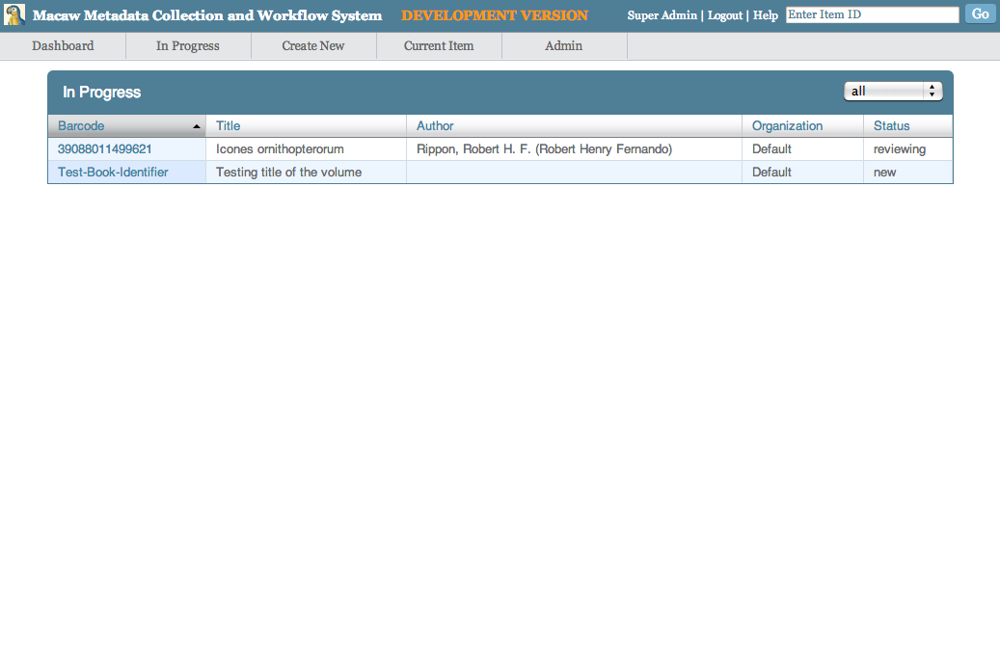 Macaw Metadata Collection and Workflow System DEVELOPMENT VERSION Super Admin | Logout | Help Enter Item ID Go
Dashboard In Progress Create New Current Item Admin
In Progress all
Barcode Title Author Organization Status
39088011499621 Icones ornithopterorum Rippon, Robert H. F. (Robert Henry Fernando) Default reviewing
Test-Book-Identifier Testing title of the volume Default new